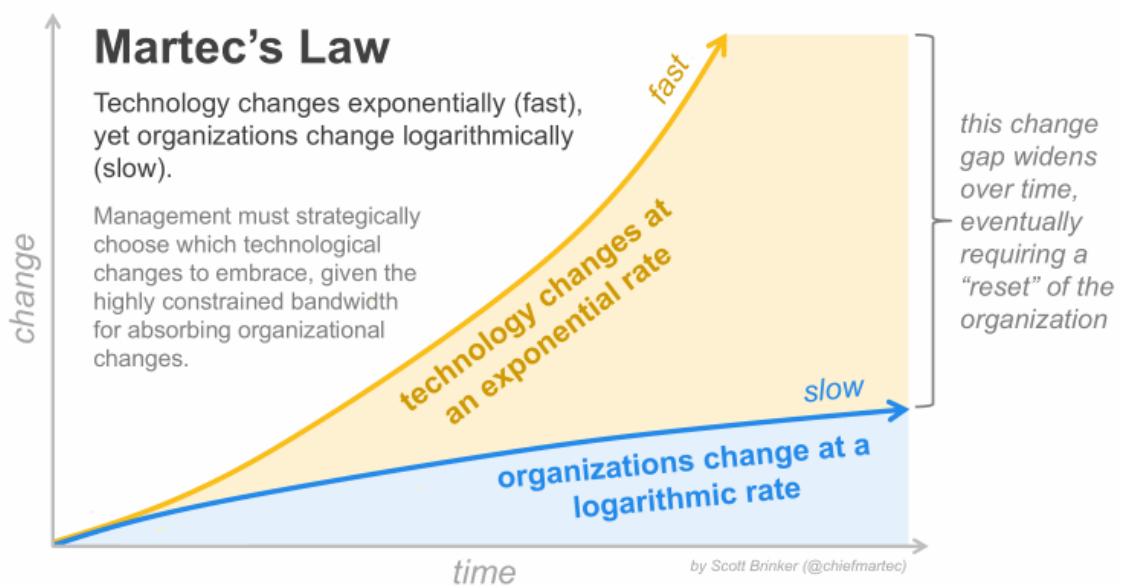 Martec's Law
Technology changes exponentially (fast),
yet organizations change logarithmically
(slow).
Management must strategically
choose which technological
changes to embrace, given the
highly constrained bandwidth
for absorbing organizational
changes.
change
fast
technology changes at
an exponential rate
this change
gap widens
over time,
eventually
requiring a
“reset” of the
organization
slow
organizations change at a
logarithmic rate
time
by Scott Brinker (@chiefmartec)